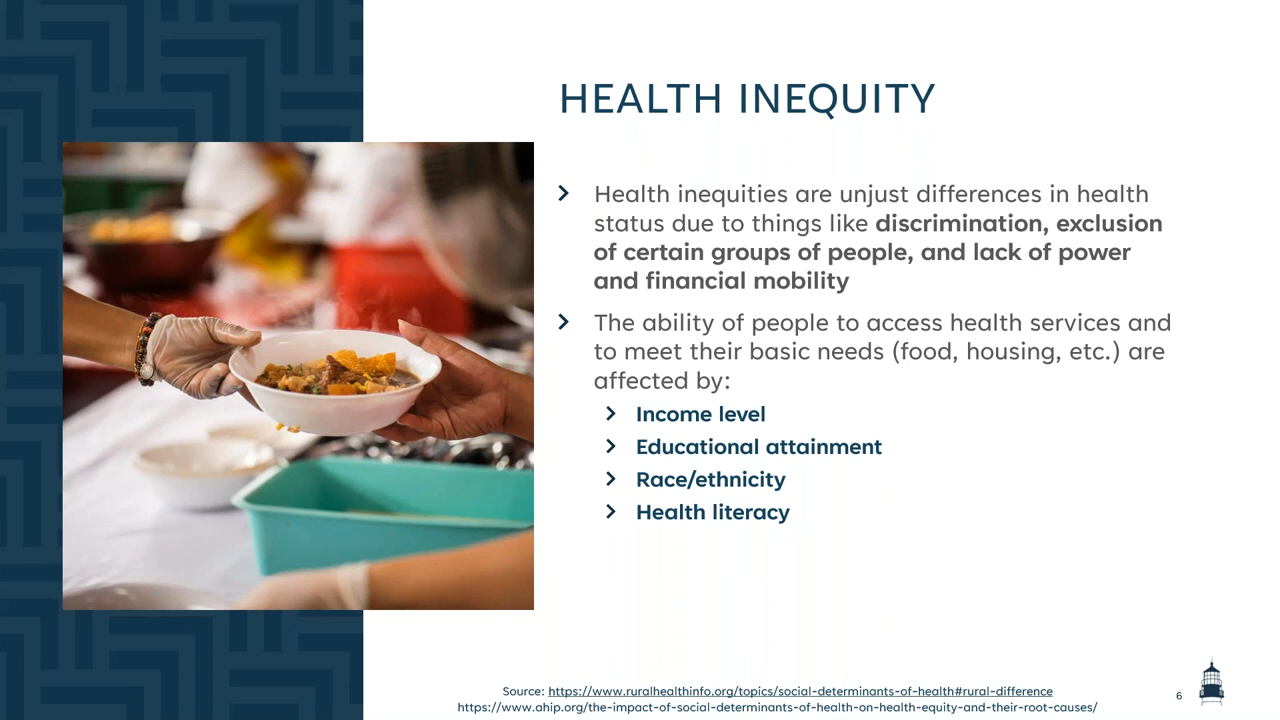 HEALTH INEQUITY
Health inequities are unjust differences in health
status due to things like discrimination, exclusion
of certain groups of people, and lack of power
and financial mobility
The ability of people to access health services and
to meet their basic needs (food, housing, etc.) are
affected by:
Income level
Educational attainment
Race/ethnicity
Health literacy
Source: https://www.ruralhealthinfo.org/topics/social-determinants-of-health#rural-difference
https://www.ahip.org/the-impact-of-social-determinants-of-health-on-health-equity-and-their-root-causes/
6